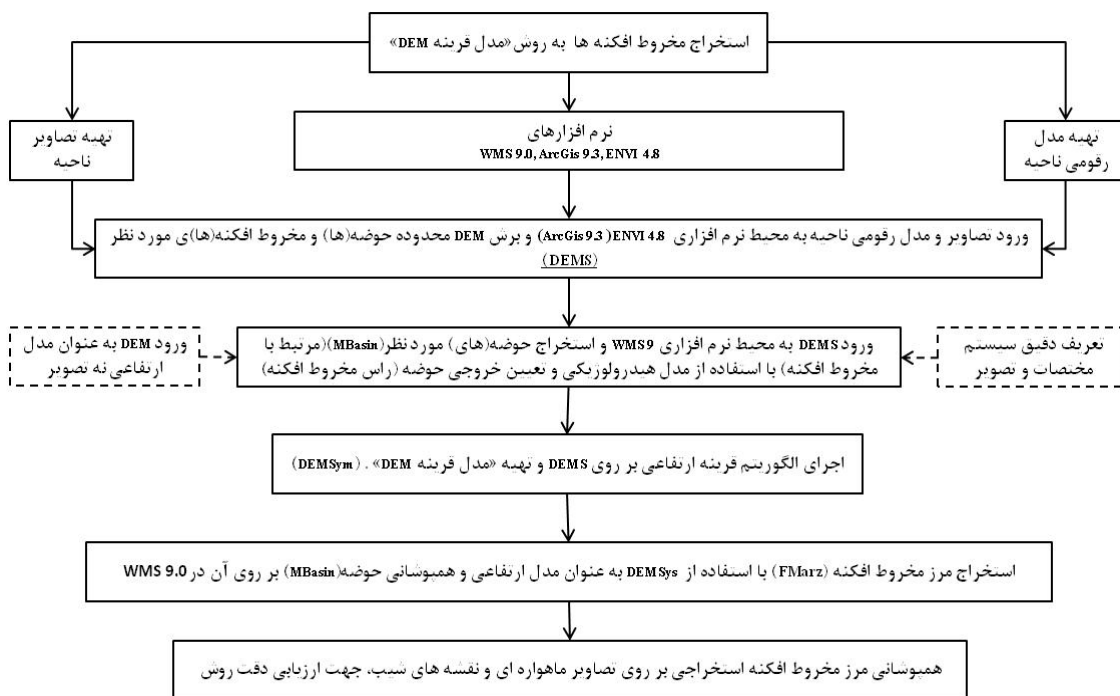 استخراج مخروط افکنه ها  به روش«مدل قرینه DEM»
تهیه مدل
رقومی ناحیه
نرم افزارهای
WMS 9.0, ArcGis 9.3, ENVI 4.8
تهیه تصاویر
ناحیه
ورود تصاویر و مدل رقومی ناحیه به محیط نرم افزاری ArcGis 9.3) ENVI 4.8) و برش DEM محدوده حوضه(ها) و مخروط افکنه(ها)ی مورد نظر
(DEMS)
تعریف دقیق سیستم
مختصات و تصویر
ورود DEMS به محیط نرم افزاری WMS9 و استخراج حوضه(های) مورد نظر(MBasin)(مرتبط با
مخروط افکنه) با استفاده از مدل هیدرولوژیکی و تعیین خروجی حوضه (راس مخروط افکنه)
ورود DEM به عنوان مدل
ارتفاعی نه تصویر
اجرای الگوریتم قرینه ارتفاعی بر روی DEMS و تهیه «مدل قرینه DEM» . (DEMSym)
استخراج مرز مخروط افکنه (FMarz) با استفاده از DEMSys به عنوان مدل ارتفاعی و همپوشانی حوضه(MBasin) بر روی آن در WMS 9.0
همپوشانی مرز مخروط افکنه استخراجی بر روی تصاویر ماهواره ای و نقشه های شیب، جهت ارزیابی دقت روش